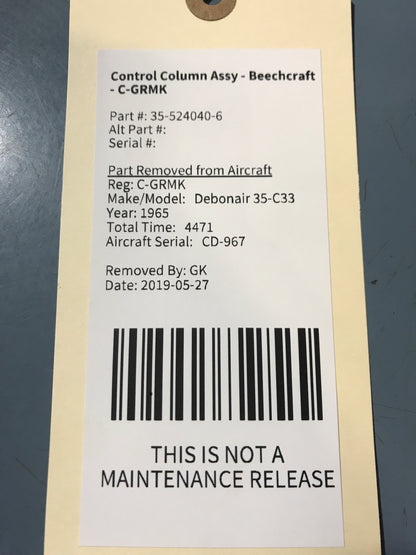 Control Column Assy - Beechcraft
- C-GRMK
Part #: 35-524040-6
Alt Part #:
Serial #:
Part Removed from Aircraft
Reg: C-GRMK
Make/Model: Debonair 35-C33
Year: 1965
Total Time: 4471
Aircraft Serial: CD-967
Removed By: GK
Date: 2019-05-27
THIS IS NOT A
MAINTENANCE RELEASE